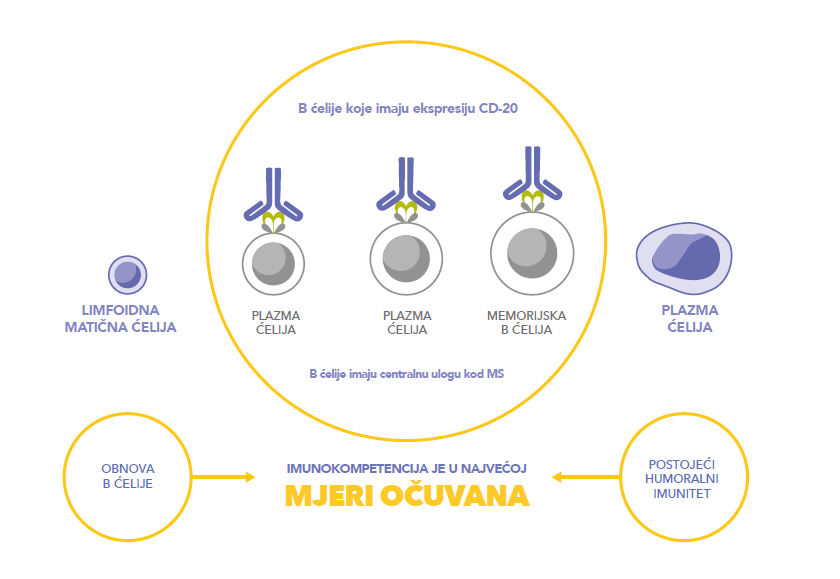 B ćelije koje imaju ekspresiju CD-20
LIMFOIDNA
MATIČNA ĆELIJA
PLAZMA
ĆELIJA
PLAZMA
ĆELIJA
MEMORIJSKA
B ĆELIJA
PLAZMA
ĆELIJA
B ćelije imaju centralnu ulogu kod MS
OBNOVA
B ĆELIJE
IMUNOKOMPETENCIJA JE U NAJVEĆOJ
MJERI OČUVANA
POSTOJEĆI
HUMORALNI
IMUNITET